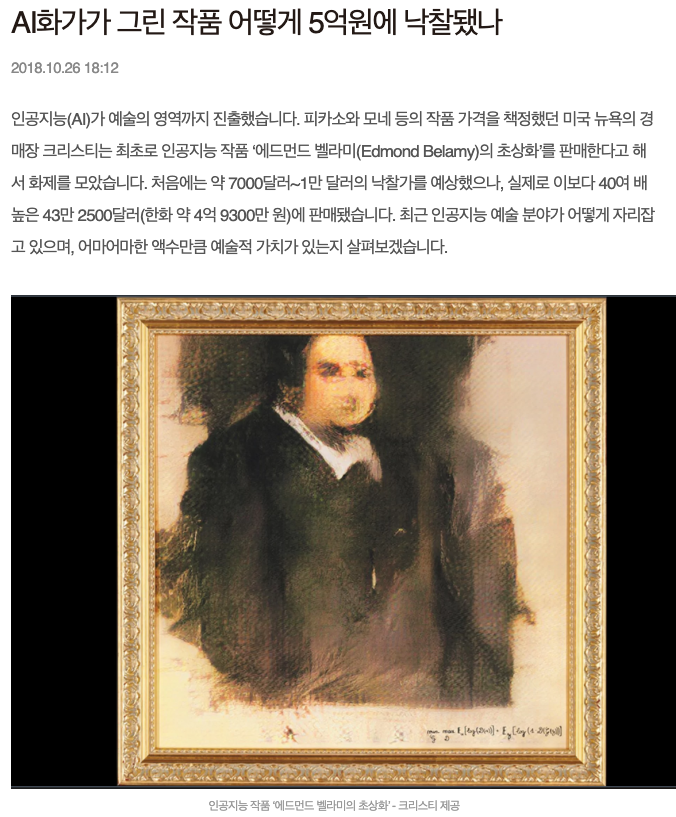 AI화가가 그린 작품 어떻게 5억원에 낙찰됐나
2018.10.26 18:12
인공지능(AI)가 예술의 영역까지 진출했습니다. 피카소와 모네 등의 작품 가격을 책정했던 미국 뉴욕의 경
매장 크리스티는 최초로 인공지능 작품 ‘에드먼드 벨라미(Edmond Belamy)의 초상화’를 판매한다고 해
서 화제를 모았습니다. 처음에는 약 7000달러~1만 달러의 낙찰가를 예상했으나, 실제로 이보다 40여 배
높은 43만 2500달러(한화 약 4억 9300만 원)에 판매됐습니다. 최근 인공지능 예술 분야가 어떻게 자리잡
고 있으며, 어마어마한 액수만큼 예술적 가치가 있는지 살펴보겠습니다.
인공지능 작품 ‘에드먼드 벨라미의 초상화’ - 크리스티 제공